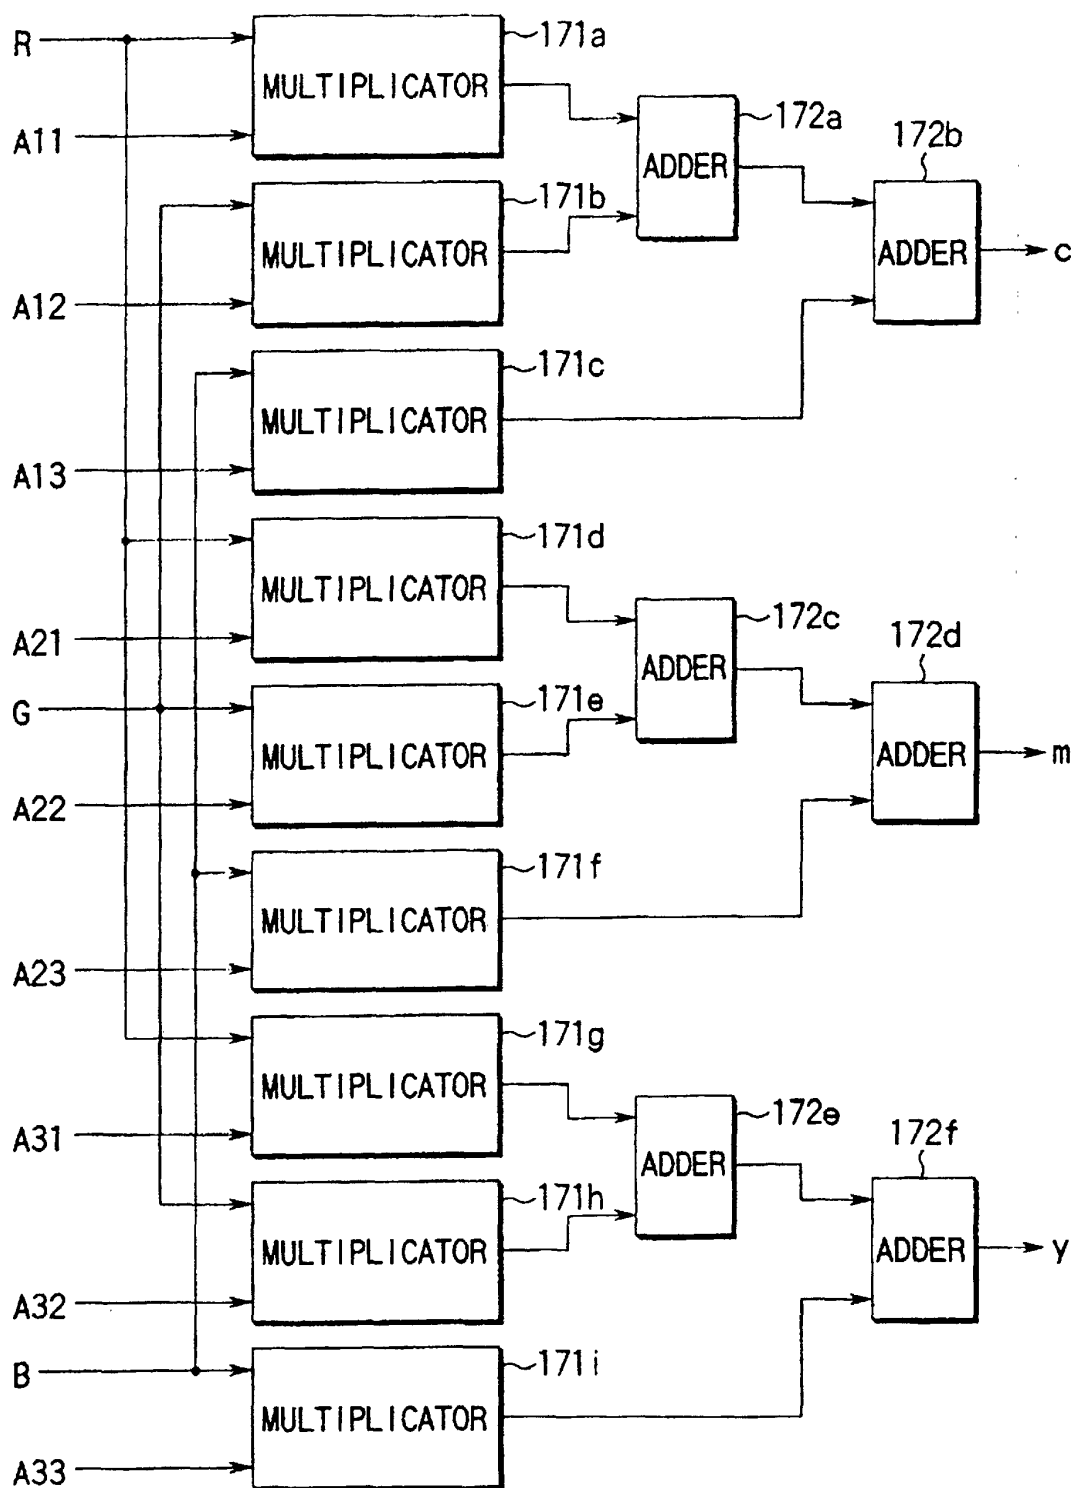 R
171a
MULTIPLICATOR
A11
172a
ADDER
172b
ADDER
c
171b
MULTIPLICATOR
A12
171c
MULTIPLICATOR
A13
171d
MULTIPLICATOR
A21
172c
ADDER
172d
ADDER
m
G
171e
MULTIPLICATOR
A22
171f
MULTIPLICATOR
A23
171g
MULTIPLICATOR
A31
172e
ADDER
172f
ADDER
y
171h
MULTIPLICATOR
A32
B
171i
MULTIPLICATOR
A33